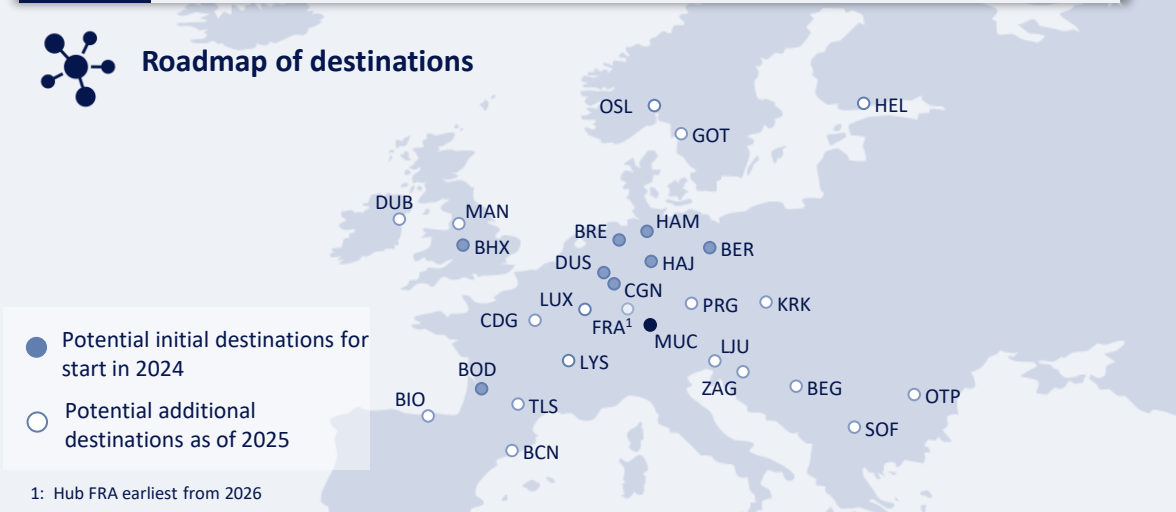 Roadmap of destinations
OSL
HEL
GOT
DUB
MAN
BHX
BRE
HAM
BER
DUS
HAJ
CGN
LUX
CDG
FRA¹
PRG
KRK
MUC
LJU
LYS
BOD
ZAG
BEG
OTP
BIO
TLS
SOF
BCN
Potential initial destinations for
start in 2024
Potential additional
destinations as of 2025
1: Hub FRA earliest from 2026